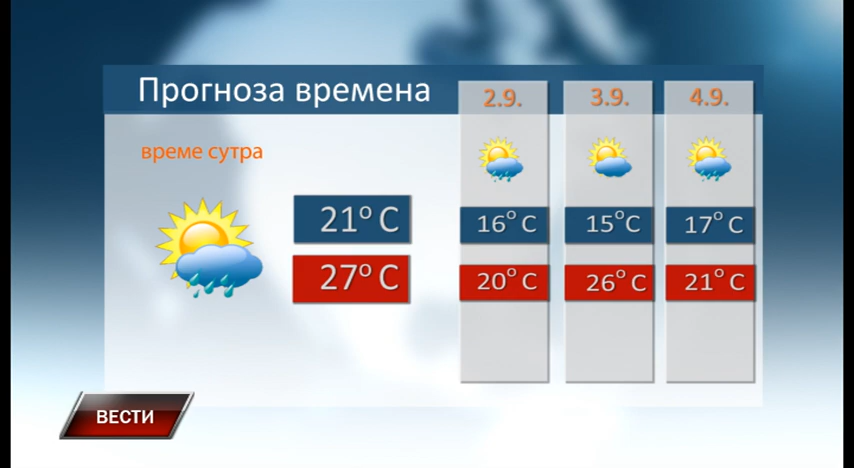 Прогноза времена
време сутра
21° C
27° C
2.9.
16° C
20° C
3.9.
15°C
26° C
4.9.
17° C
21° C
ВЕСТИ